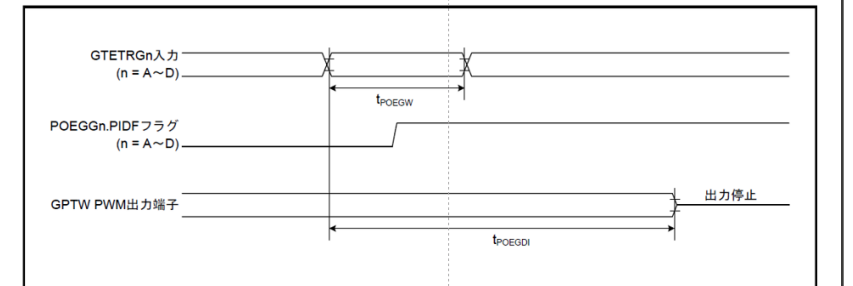 GTETRGn入力
(n = A～D)
tPOEGW
POEGGn.PIDFフラグ
(n = A～D)
GPTW PWM出力端子
出力停止
tPOEGDI